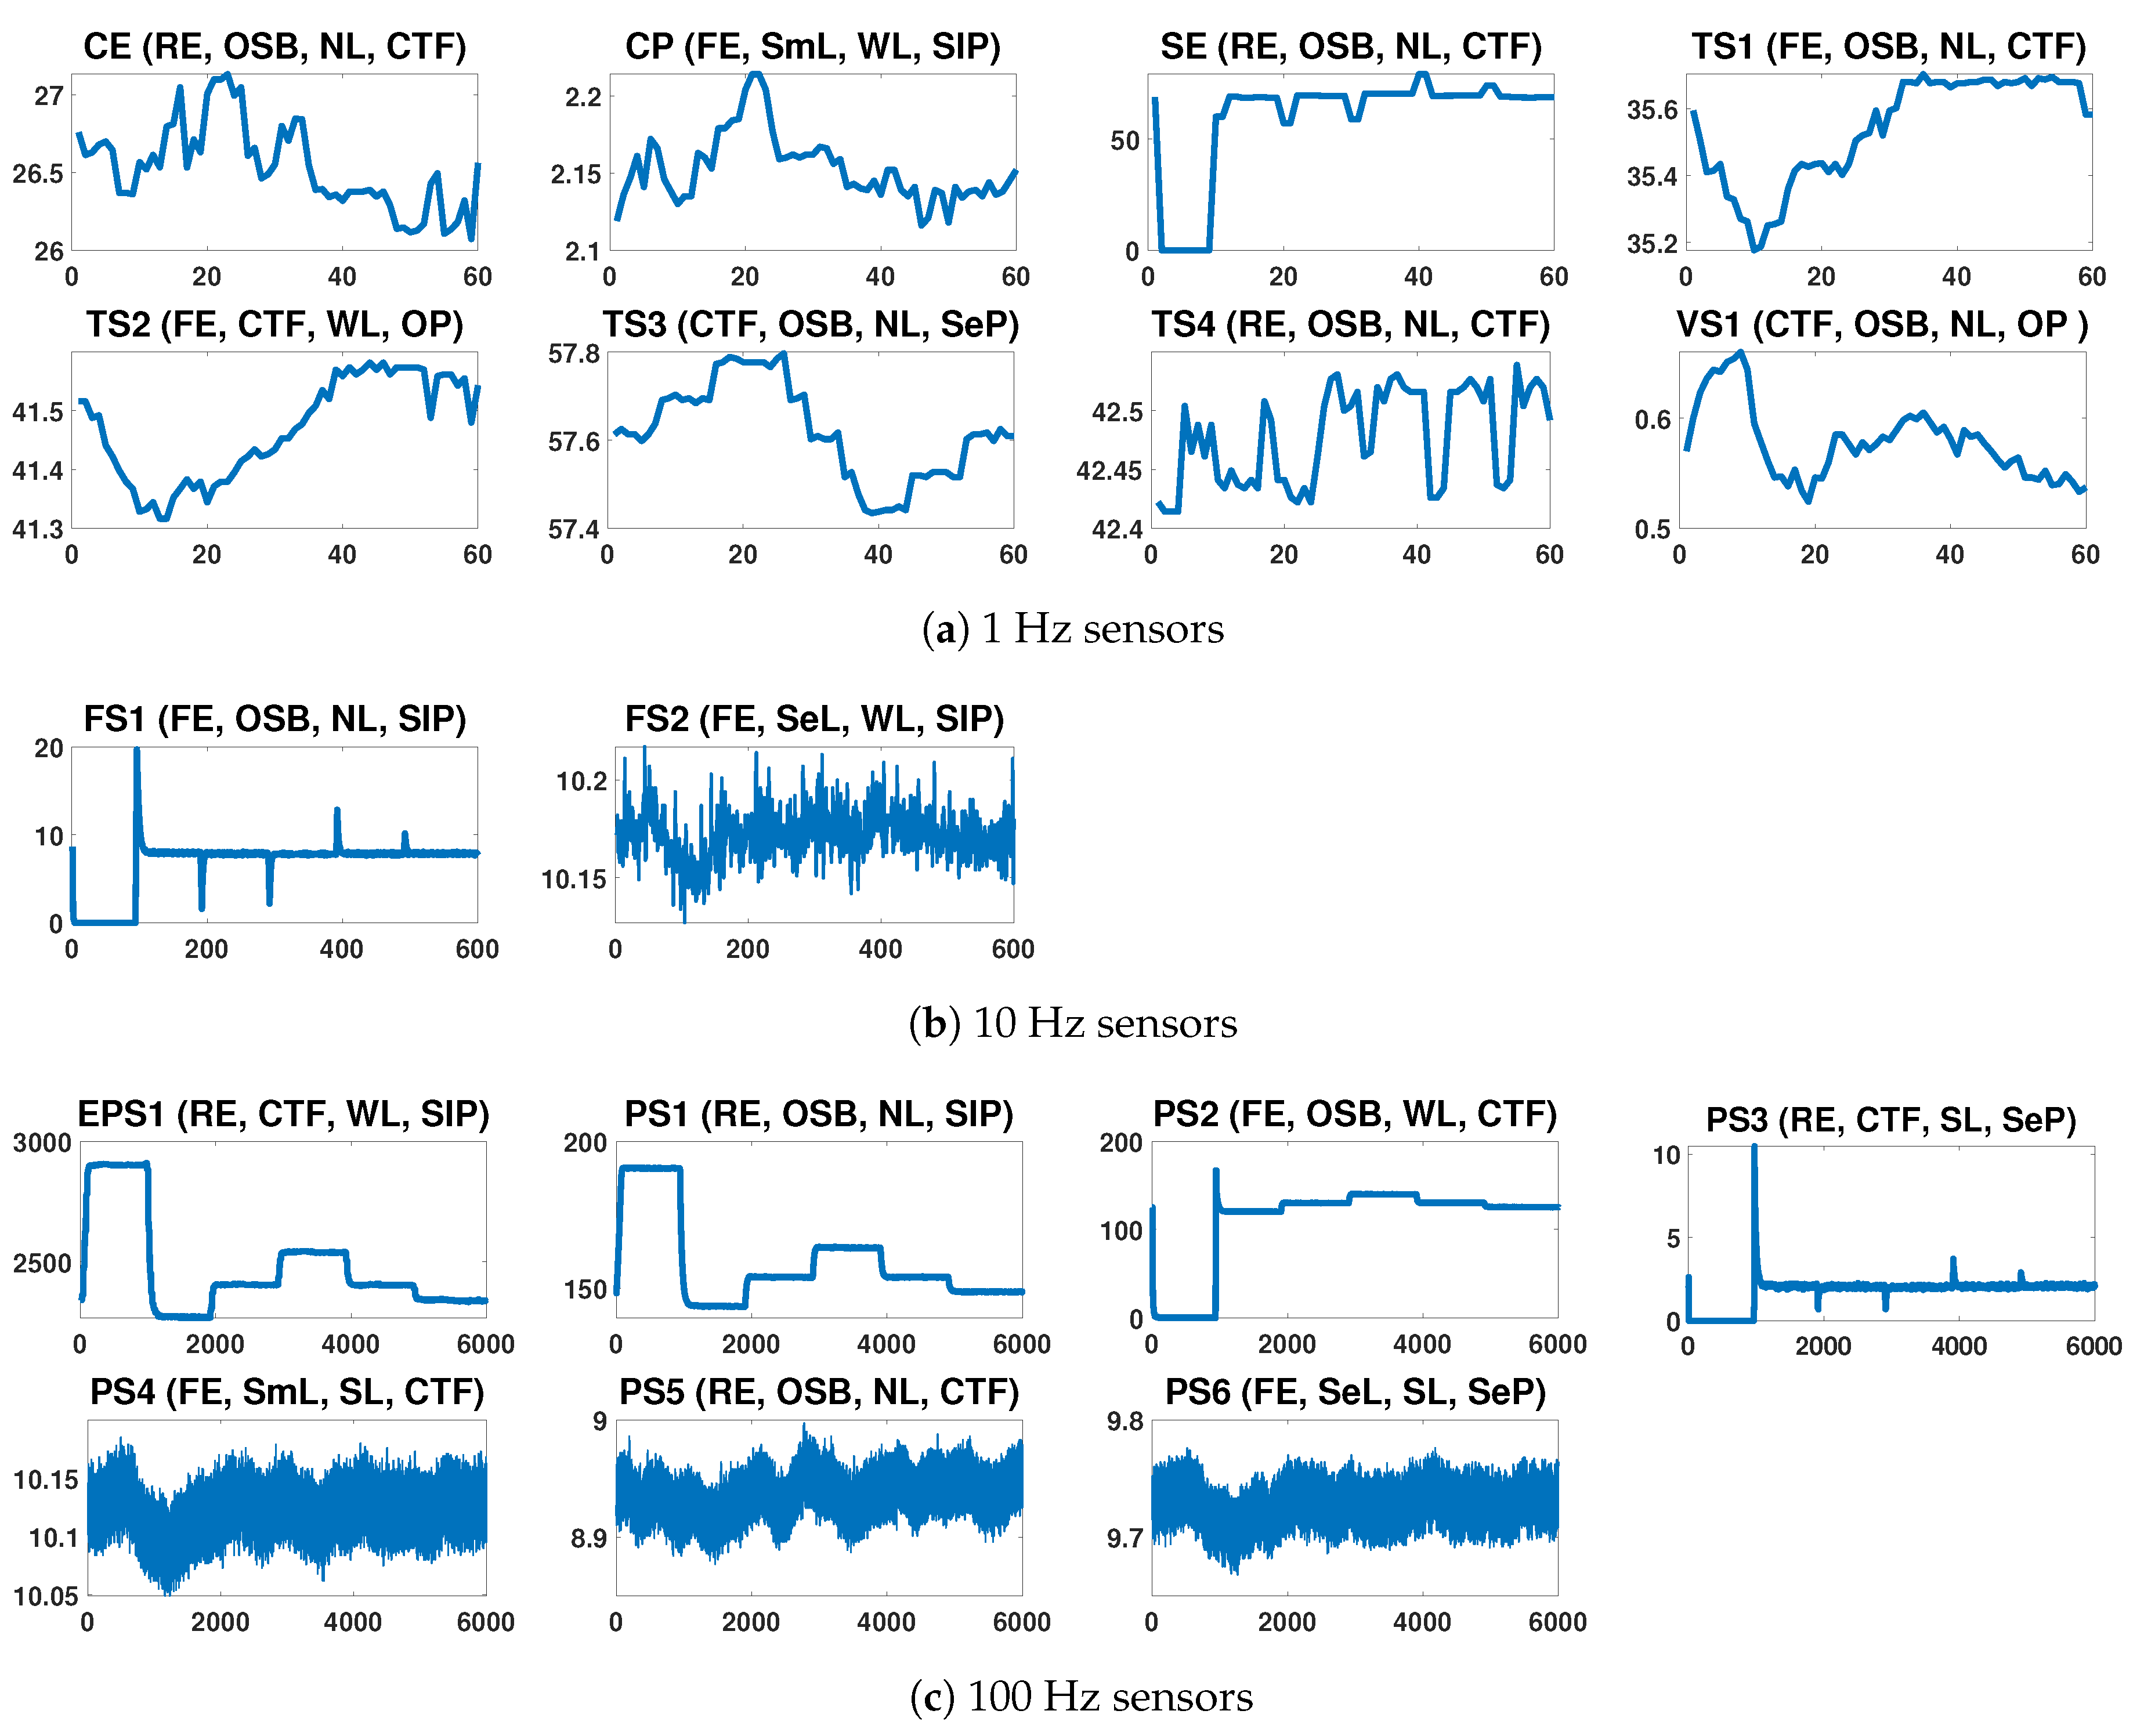 CE (RE, OSB, NL, CTF) CP (FE, SmL, WL, SIP) SE (RE, OSB, NL, CTF) TS1 (FE, OSB, NL, CTF)
27 26.5 26 0 20 40 60
2.2 2.15 2.1 0 20 40 60
50 0 0 20 40 60
35.6 35.4 35.2 0 20 40 60
TS2 (FE, CTF, WL, OP) TS3 (CTF, OSB, NL, SeP) TS4 (RE, OSB, NL, CTF) VS1 (CTF, OSB, NL, OP )
41.5 41.4 41.3 0 20 40 60
57.8 57.6 57.4 0 20 40 60
42.5 42.45 42.4 0 20 40 60
0.6 0.5 0 20 40 60
(a) 1 Hz sensors
FS1 (FE, OSB, NL, SIP) FS2 (FE, SeL, WL, SIP)
20 10 0 0 200 400 600
10.2 10.15 0 200 400 600
(b) 10 Hz sensors
EPS1 (RE, CTF, WL, SIP) PS1 (RE, OSB, NL, SIP) PS2 (FE, OSB, WL, CTF) PS3 (RE, CTF, SL, SeP)
3000 2500 0 2000 4000 6000
200 150 0 2000 4000 6000
200 100 0 0 2000 4000 6000
10 5 0 0 2000 4000 6000
PS4 (FE, SmL, SL, CTF) PS5 (RE, OSB, NL, CTF) PS6 (FE, SeL, SL, SeP)
10.15 10.1 10.05 0 2000 4000 6000
9 8.9 0 2000 4000 6000
9.8 9.7 0 2000 4000 6000
(c) 100 Hz sensors